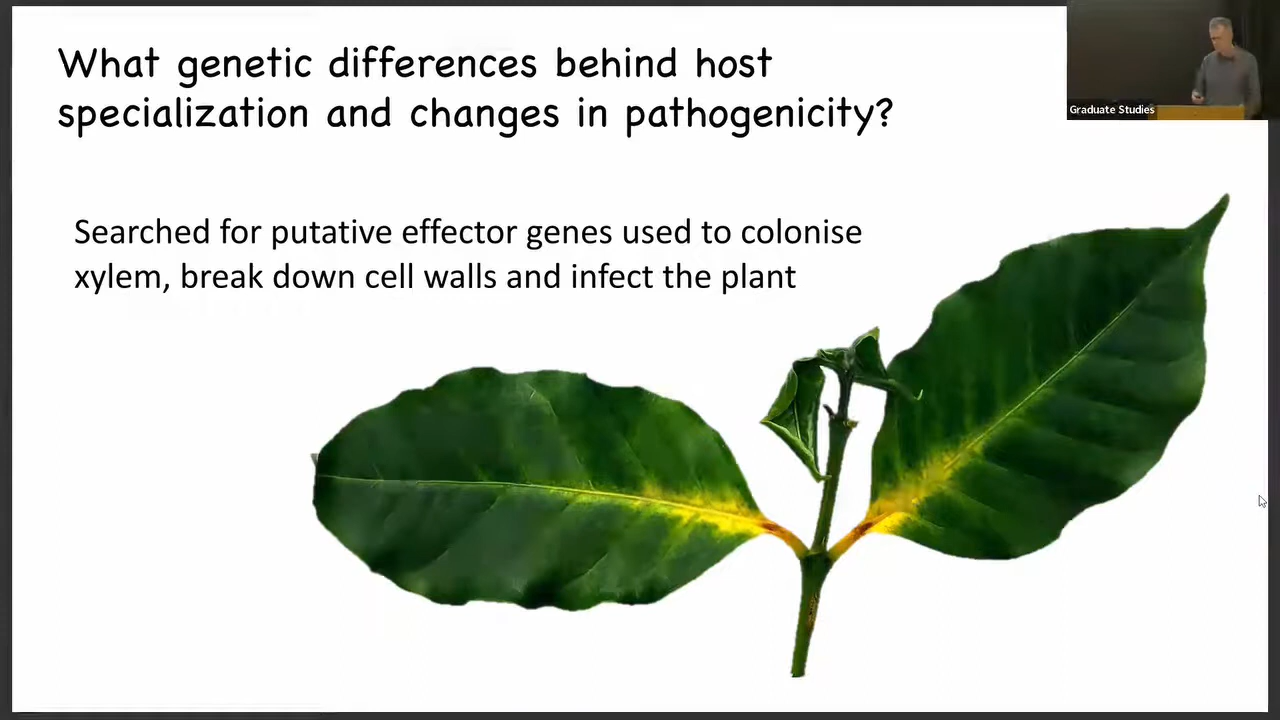 What genetic differences behind host
specialization and changes in pathogenicity?
Graduate Studies
Searched for putative effector genes used to colonise
xylem, break down cell walls and infect the plant